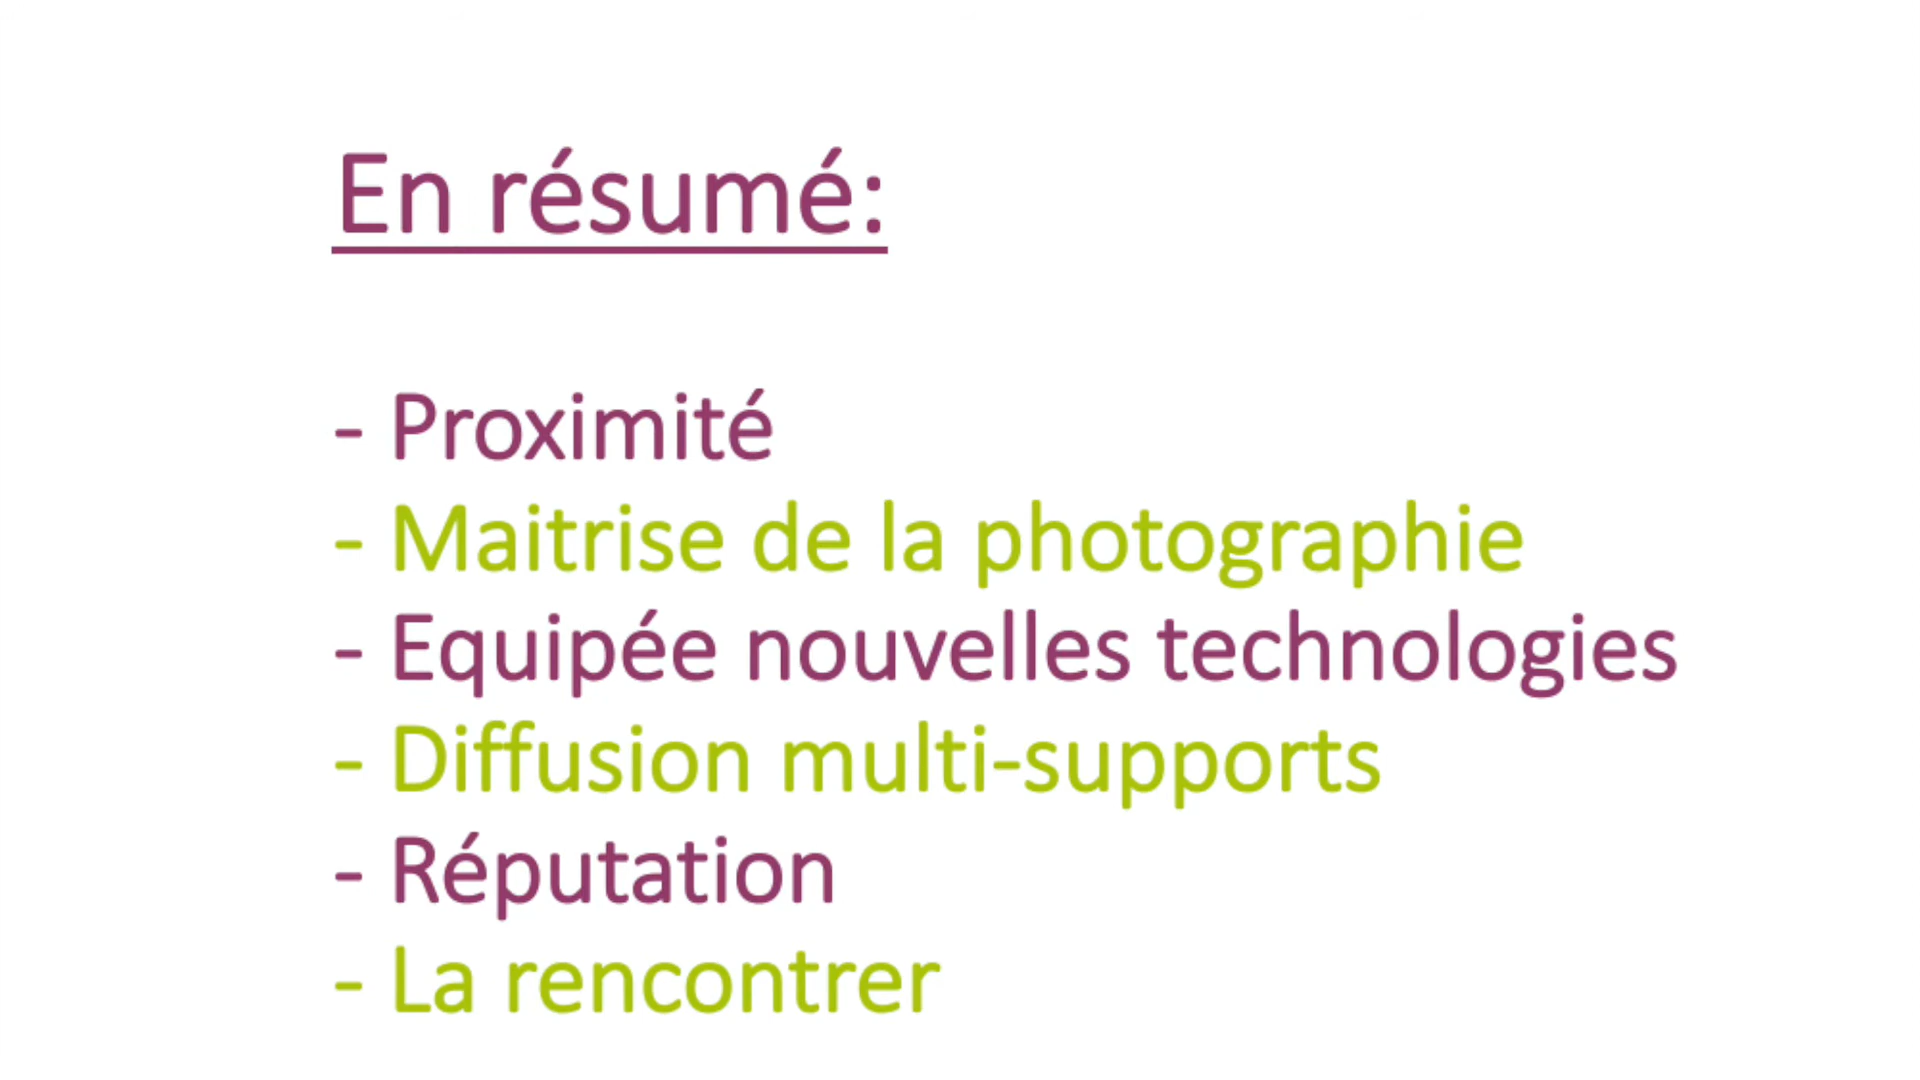 En résumé:
- Proximité
- Maitrise de la photographie
- Equipée nouvelles technologies
- Diffusion multi-supports
- Réputation
- La rencontrer